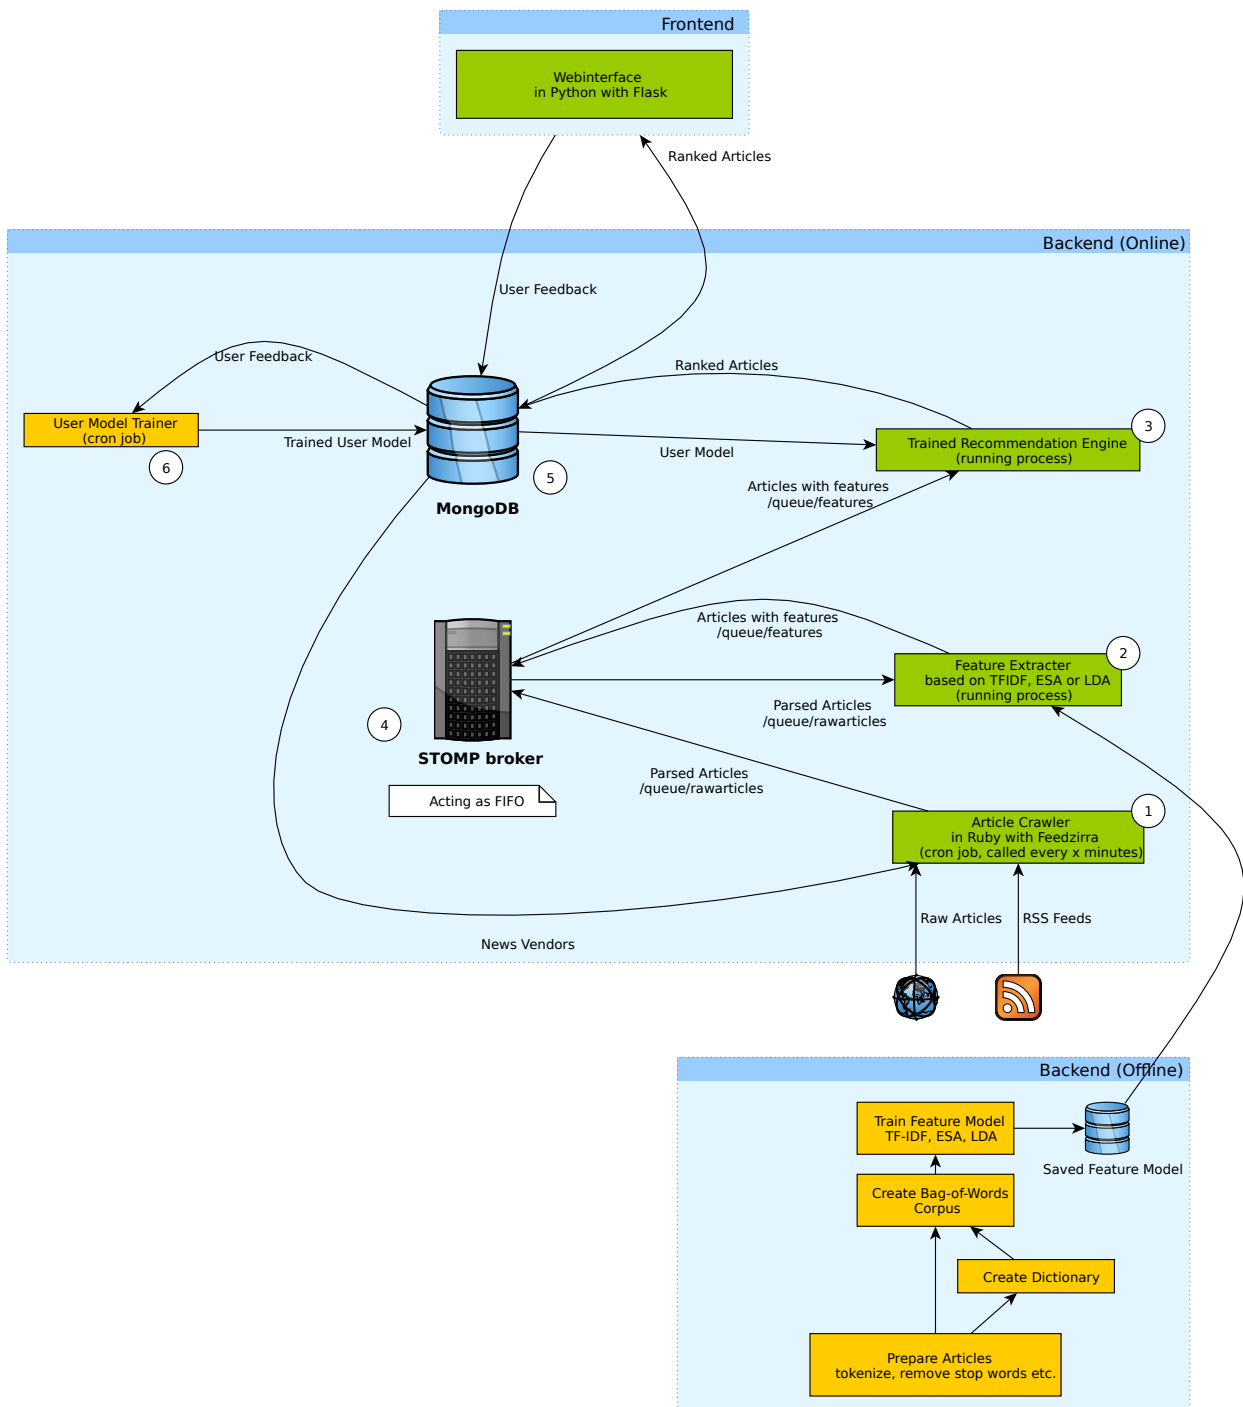 Frontend
Webinterface
in Python with Flask
Ranked Articles
Backend (Online)
User Feedback
User Feedback
Ranked Articles
User Model Trainer
(cron job)
Trained User Model
6
MongoDB
5
User Model
3
Trained Recommendation Engine
(running process)
Articles with features
/queue/features
Articles with features
/queue/features
2
Feature Extracter
based on TFIDF, ESA or LDA
(running process)
Parsed Articles
/queue/rawarticles
4
STOMP broker
Acting as FIFO
Parsed Articles
/queue/rawarticles
1
Article Crawler
in Ruby with Feedzirra
(cron job, called every x minutes)
Raw Articles
RSS Feeds
News Vendors
Backend (Offline)
Train Feature Model
TF-IDF, ESA, LDA
Saved Feature Model
Create Bag-of-Words
Corpus
Create Dictionary
Prepare Articles
tokenize, remove stop words etc.